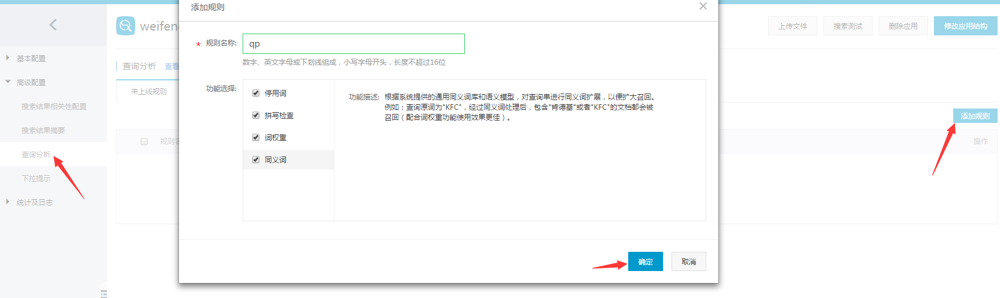 添加规则
weifen
上传文件
搜索测试
删除应用
修改应用结构
基本配置
高级配置
搜索结果相关性配置
搜索结果摘要
查询分析
下拉提示
统计及日志
查询分析 查看
未上线规则
添加规则
规则名
操作
* 规则名称:
qp
数字、英文字母或下划线组成，小写字母开头，长度不超过16位
功能选择:
停用词
拼写检查
词权重
同义词
功能描述: 根据系统提供的通用同义词库和语义模型，对查询串进行同义词扩展，以便扩大召回。
例如：查询原词为"KFC"，经过同义词处理后，包含"肯德基"或者"KFC"的文档都会被
召回（配合词权重功能使用效果更佳）。
确定
取消